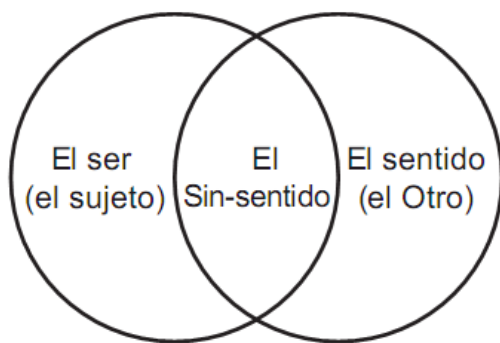 El ser
(el sujeto)
El
Sin-sentido
El sentido
(el Otro)